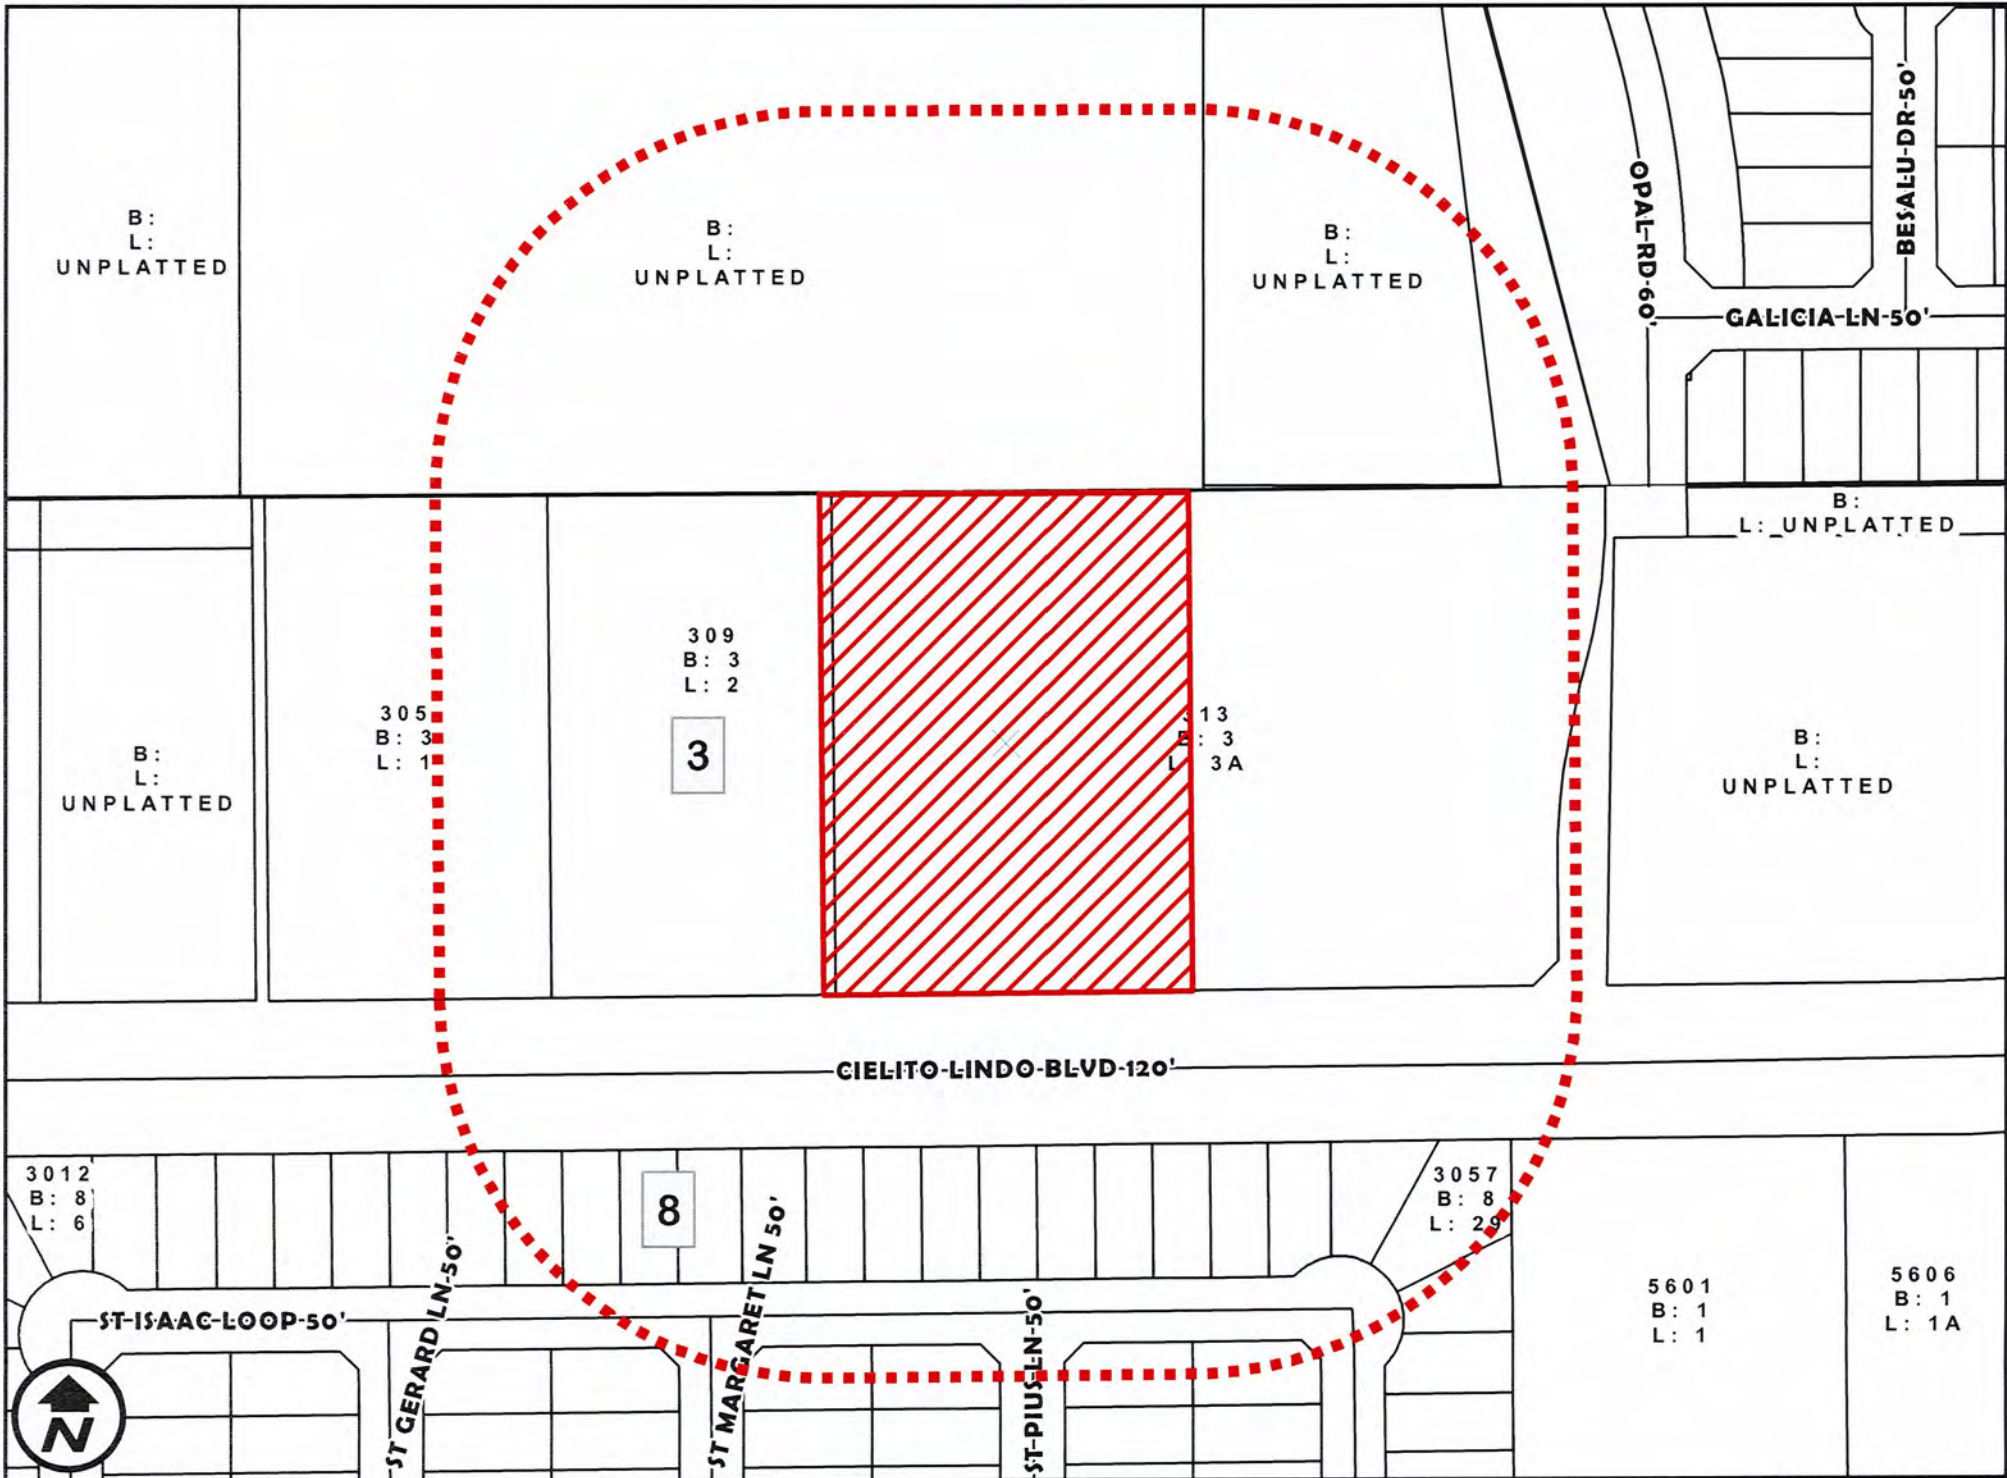 BESALU-DR-50'
OPAL-RD-60'
GALICIA-LN-50'
B:
L:
UNPLATTED
B:
L:
UNPLATTED
B:
L:
UNPLATTED
B:
L: UNPLATTED
309
B: 3
L: 2
305
B: 3
L: 1
3
313
B: 3
L: 3A
B:
L:
UNPLATTED
B:
L:
UNPLATTED
CIELITO-LINDO-BLVD-120'
3012
B: 8
L: 6
8
3057
B: 8
L: 29
ST-ISAAC-LOOP-50'
ST GERARD LN-50'
ST MARGARET LN 50'
ST-PIUS-LN-50'
5601
B: 1
L: 1
5606
B: 1
L: 1A
N